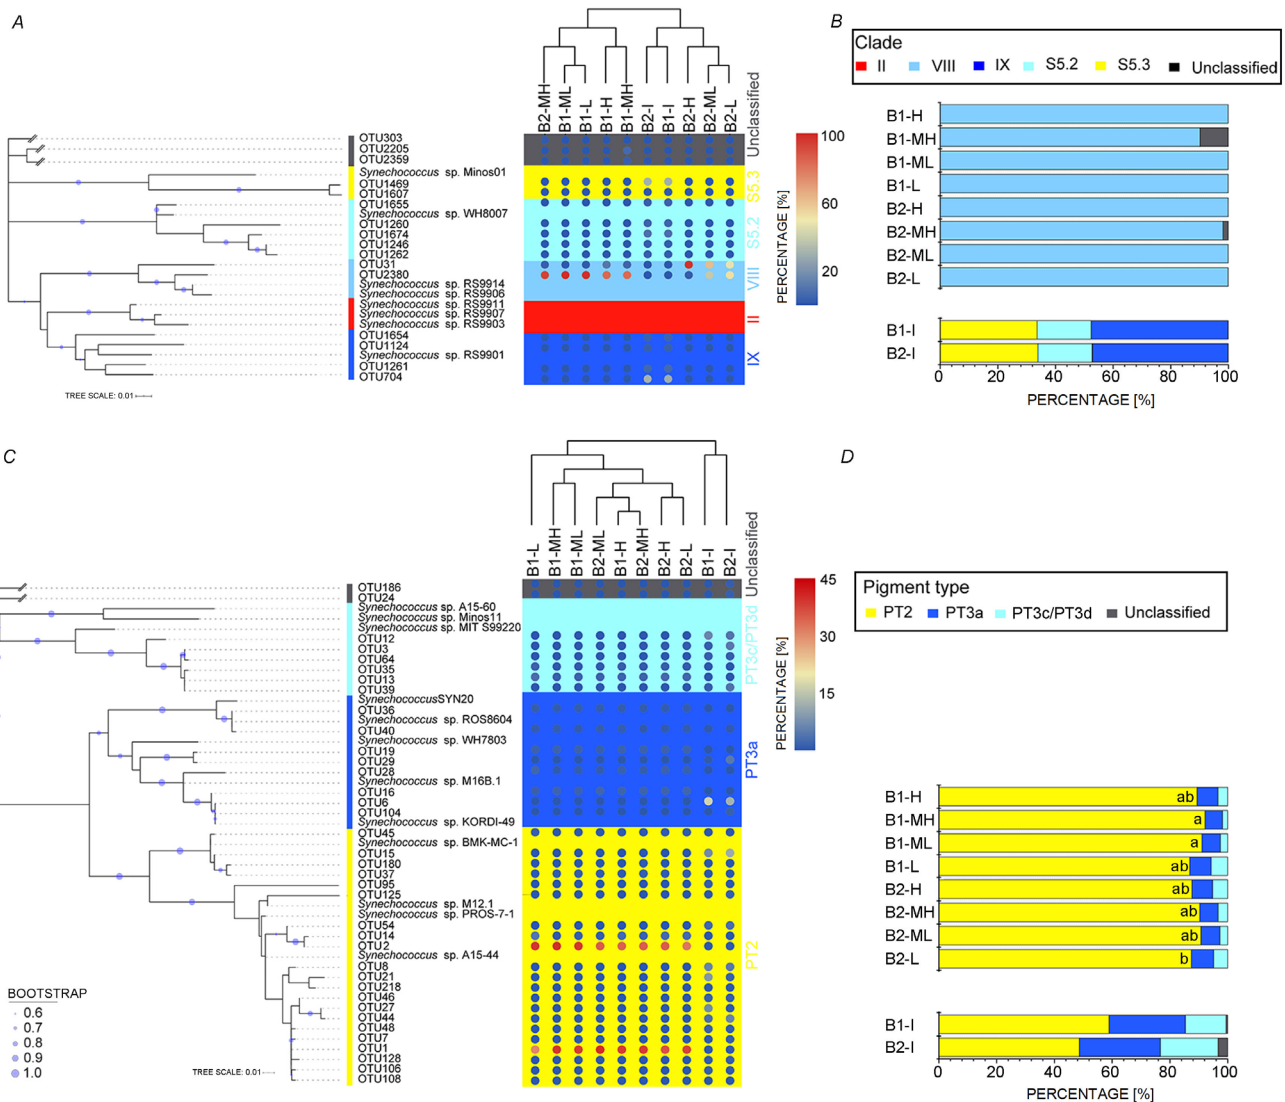 A
B2-MH
B1-ML
B1-L
B1-H
B1-MH
B2-I
B1-I
B2-H
B2-ML
B2-L
OTU303
OTU2205
OTU2359
Synechococcus sp. Minos01
OTU1469
OTU1607
OTU1655
Synechococcus sp. WH8007
OTU1260
OTU1674
OTU1246
OTU1262
OTU31
OTU2380
Synechococcus sp. RS9914
Synechococcus sp. RS9906
Synechococcus sp. RS9911
Synechococcus sp. RS9907
Synechococcus sp. RS9903
OTU1654
OTU1124
Synechococcus sp. RS9901
OTU1261
OTU704
TREE SCALE: 0.01
Unclassified
S5.3
S5.2
VIII
II
IX
PERCENTAGE [%]
100
60
20
B
Clade
II VIII IX S5.2 S5.3 Unclassified
B1-H
B1-MH
B1-ML
B1-L
B2-H
B2-MH
B2-ML
B2-L
B1-I
B2-I
0 20 40 60 80 100
PERCENTAGE [%]
C
B1-L
B1-MH
B1-ML
B2-ML
B1-H
B2-MH
B2-H
B2-L
B1-I
B2-I
OTU186
OTU24
Synechococcus sp. A15-60
Synechococcus sp. Minos11
Synechococcus sp. MIT S99220
OTU12
OTU3
OTU64
OTU35
OTU13
OTU39
SynechococcusSYN20
OTU36
Synechococcus sp. ROS8604
OTU40
Synechococcus sp. WH7803
OTU19
OTU29
OTU28
Synechococcus sp. M16B.1
OTU16
OTU6
OTU104
Synechococcus sp. KORDI-49
OTU45
Synechococcus sp. BMK-MC-1
OTU15
OTU180
OTU37
OTU95
OTU125
Synechococcus sp. M12.1
Synechococcus sp. PROS-7-1
OTU54
OTU14
OTU2
Synechococcus sp. A15-44
OTU8
OTU21
OTU218
OTU46
OTU27
OTU44
OTU48
OTU7
OTU1
OTU128
OTU106
OTU108
BOOTSTRAP
0.6
0.7
0.8
0.9
1.0
TREE SCALE: 0.01
Unclassified
PT3c/PT3d
PT3a
PT2
PERCENTAGE [%]
45
30
15
D
Pigment type
PT2 PT3a PT3c/PT3d Unclassified
B1-H ab
B1-MH a
B1-ML a
B1-L ab
B2-H ab
B2-MH ab
B2-ML ab
B2-L b
B1-I
B2-I
0 20 40 60 80 100
PERCENTAGE [%]